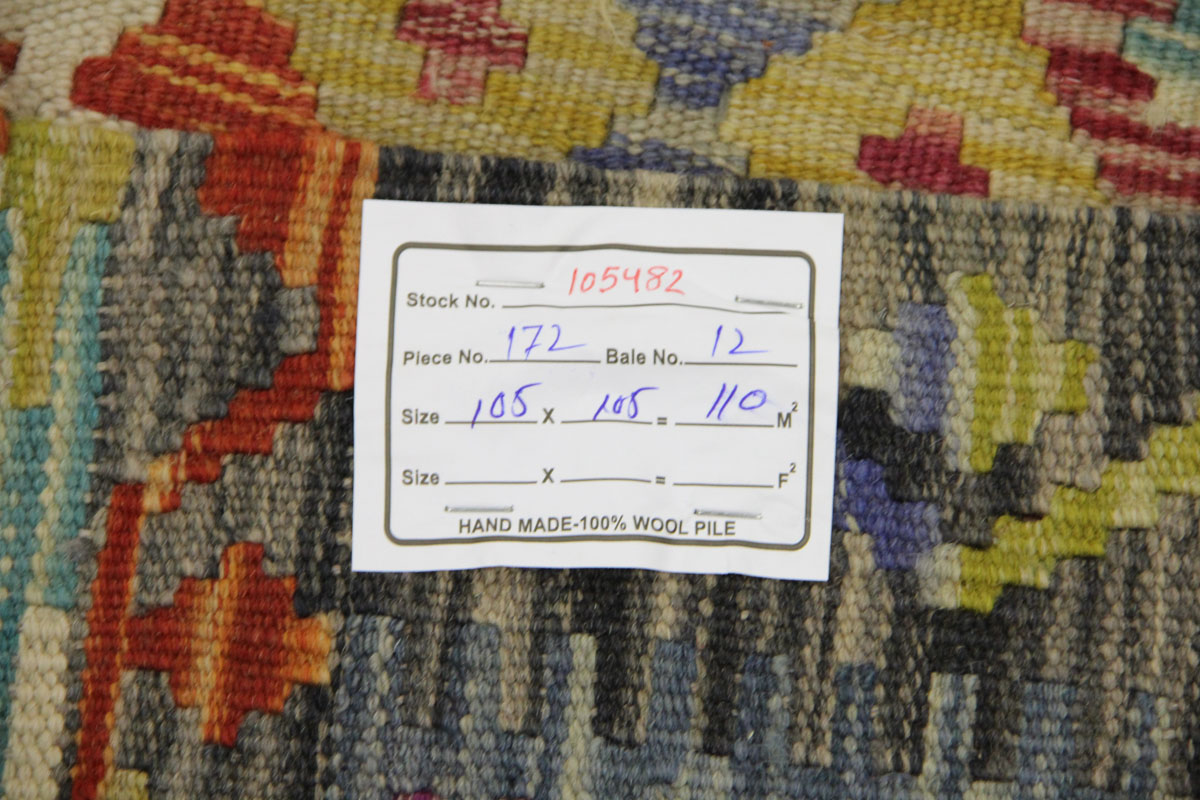 Stock No. 105482
Piece No. 172 Bale No. 12
Size 105 X 105 = 110 M²
Size X = F²
HAND MADE-100% WOOL PILE